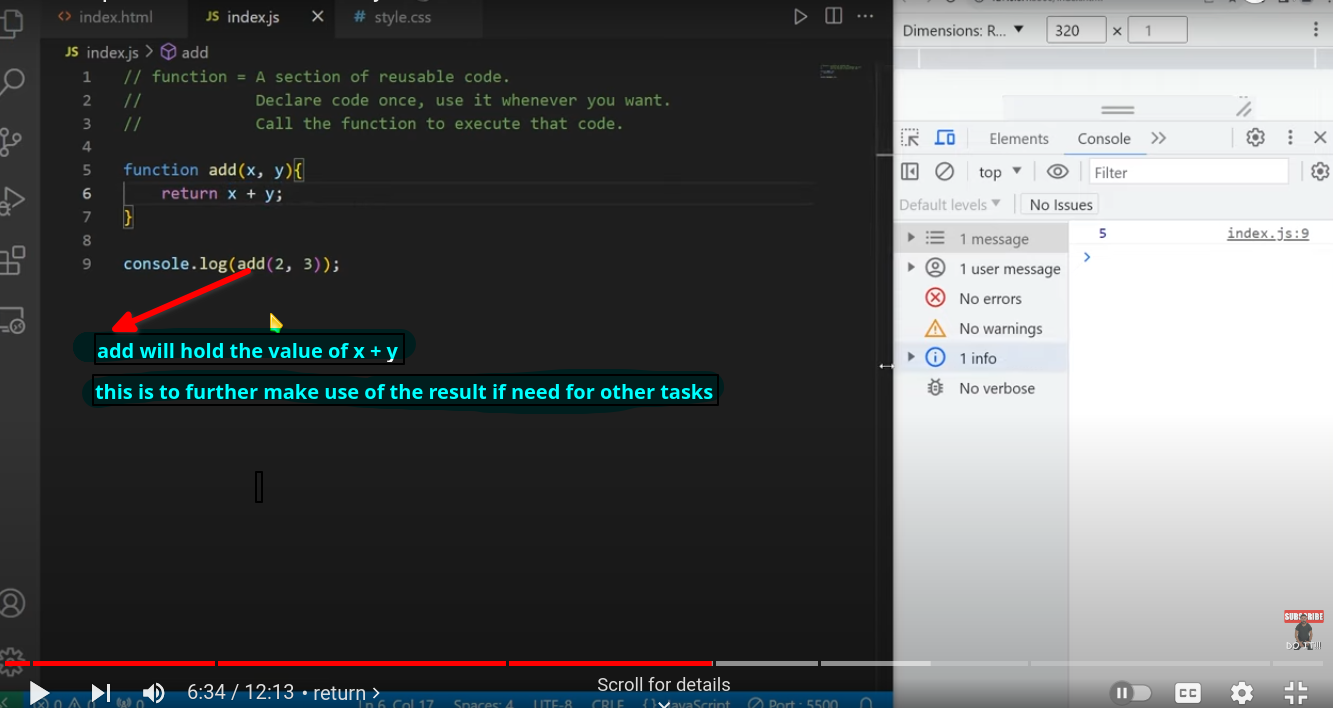 index.html
JS index.js
# style.css
JS index.js > add
1 // function = A section of reusable code.
2 // Declare code once, use it whenever you want.
3 // Call the function to execute that code.
4
5 function add(x, y){
6 return x + y;
7 }
8
9 console.log(add(2, 3));
add will hold the value of x + y
this is to further make use of the result if need for other tasks
Dimensions: R... 320 × 1
Elements Console
top Filter
Default levels No Issues
1 message
1 user message
No errors
No warnings
1 info
No verbose
5 index.js:9
SUBSCRIBE
DO IT!!!
6:34 / 12:13 • return
Scroll for details
CC
Ln 6, Col 17 Spaces: 4 UTF-8 CRLF JavaScript Port : 5500